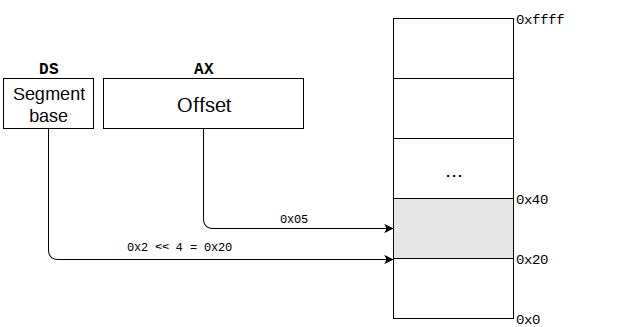 0xffff
DS
AX
Segment
base
Offset
...
0x40
0x05
0x2 << 4 = 0x20
0x20
0x0